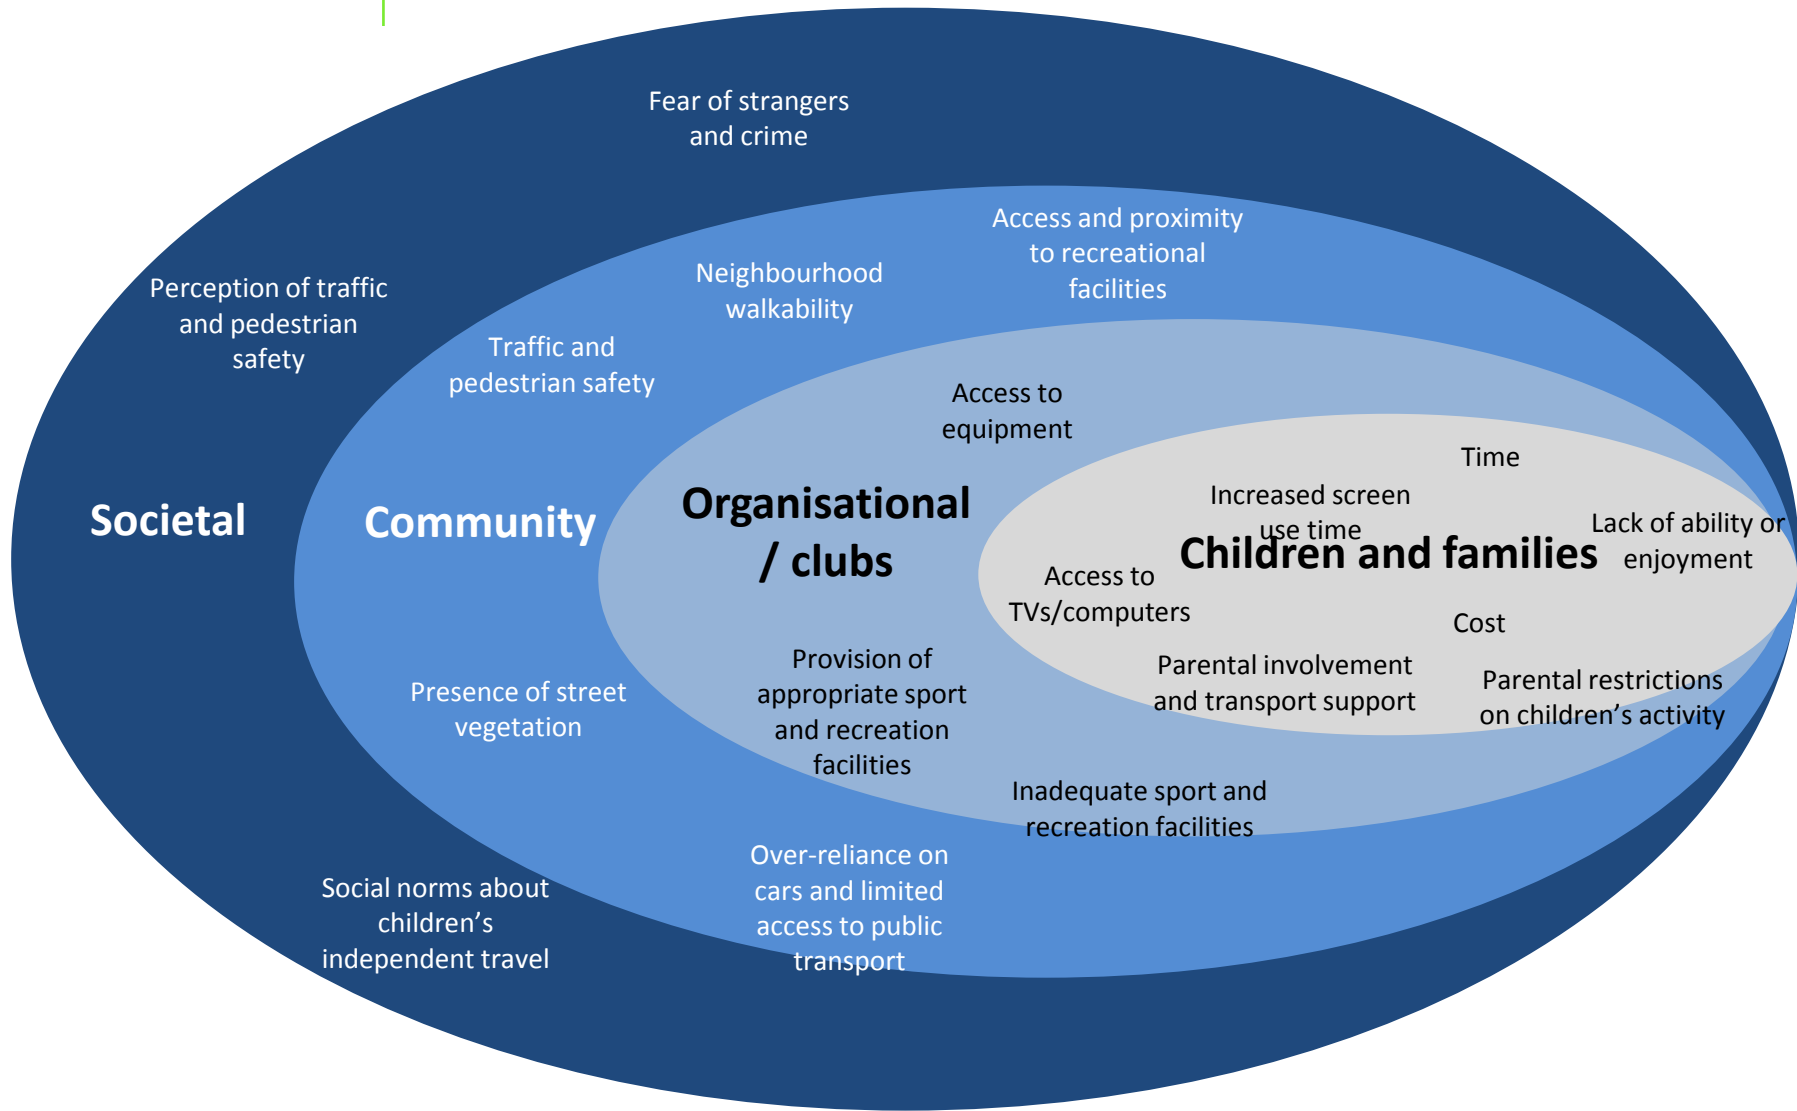 Fear of strangers
and crime
Perception of traffic
and pedestrian
safety
Societal
Social norms about
children’s
independent travel
Access and proximity
to recreational
facilities
Neighbourhood
walkability
Traffic and
pedestrian safety
Community
Presence of street
vegetation
Over-reliance on
cars and limited
access to public
transport
Access to
equipment
Organisational
/ clubs
Provision of
appropriate sport
and recreation
facilities
Inadequate sport and
recreation facilities
Time
Increased screen
use time
Lack of ability or
enjoyment
Children and families
Access to
TVs/computers
Cost
Parental involvement
and transport support
Parental restrictions
on children’s activity